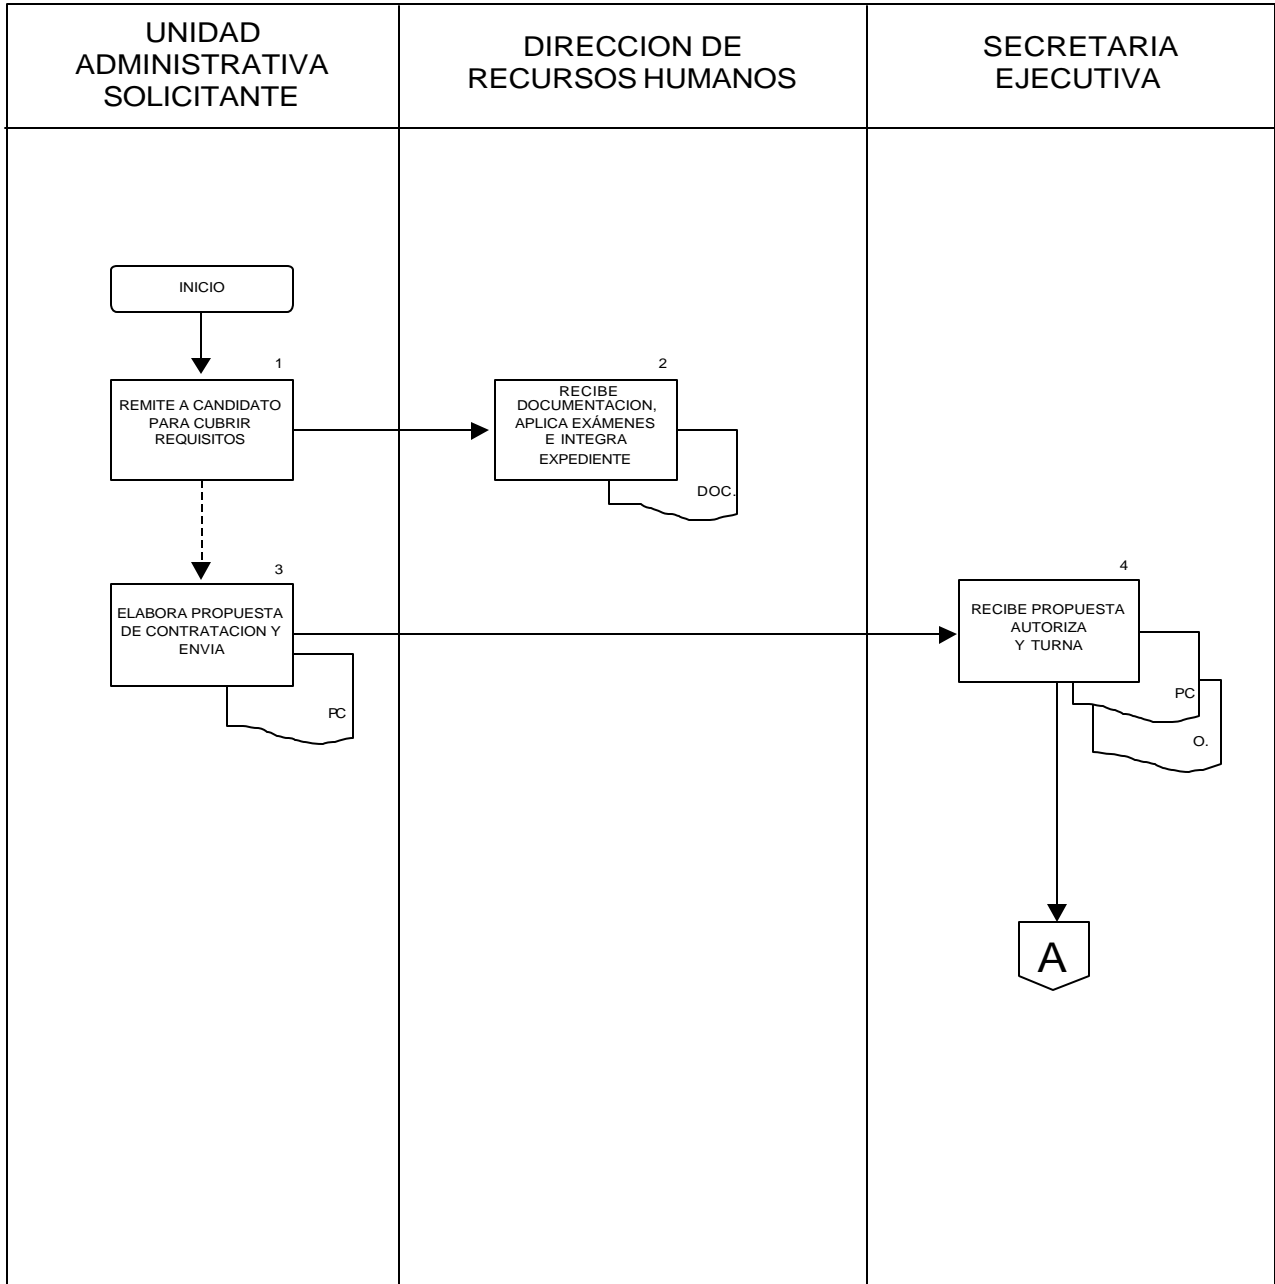 UNIDAD
ADMINISTRATIVA
SOLICITANTE
DIRECCION DE
RECURSOS HUMANOS
SECRETARIA
EJECUTIVA
INICIO
1
REMITE A CANDIDATO
PARA CUBRIR
REQUISITOS
2
RECIBE
DOCUMENTACION,
APLICA EXÁMENES
E INTEGRA
EXPEDIENTE
DOC.
3
ELABORA PROPUESTA
DE CONTRATACION Y
ENVIA
PC
4
RECIBE PROPUESTA
AUTORIZA
Y TURNA
PC
O.
A